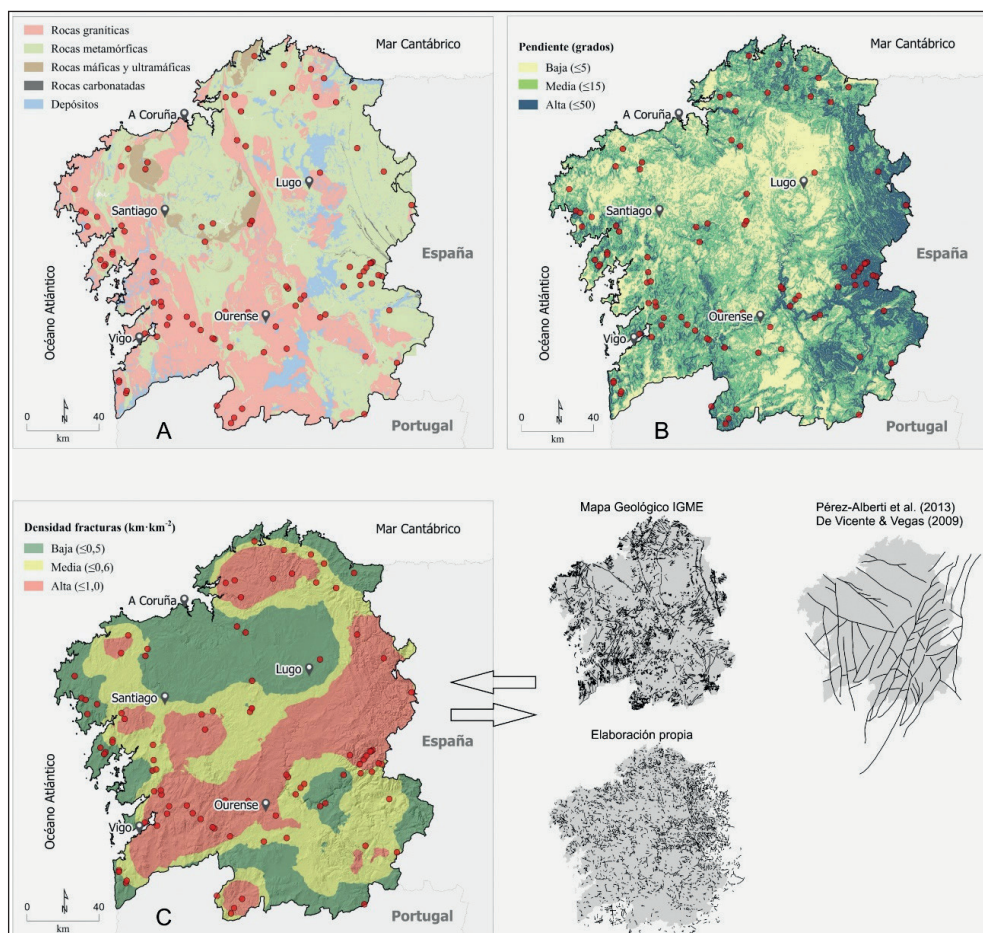 Rocas graníticas
Rocas metamórficas
Rocas máficas y ultramáficas
Rocas carbonatadas
Depósitos
Mar Cantábrico
A Coruña
Lugo
Santiago
España
Océano Atlántico
Ourense
Vigo
0 40
km
N
A
Portugal
Pendiente (grados)
Baja (≤5)
Media (≤15)
Alta (≤50)
Mar Cantábrico
A Coruña
Lugo
Santiago
España
Océano Atlántico
Ourense
Vigo
0 40
km
N
B
Portugal
Densidad fracturas (km·km⁻²)
Baja (≤0,5)
Media (≤0,6)
Alta (≤1,0)
Mar Cantábrico
A Coruña
Lugo
Santiago
España
Océano Atlántico
Ourense
Vigo
0 40
km
N
C
Portugal
Mapa Geológico IGME
Pérez-Alberti et al. (2013)
De Vicente & Vegas (2009)
Elaboración propia